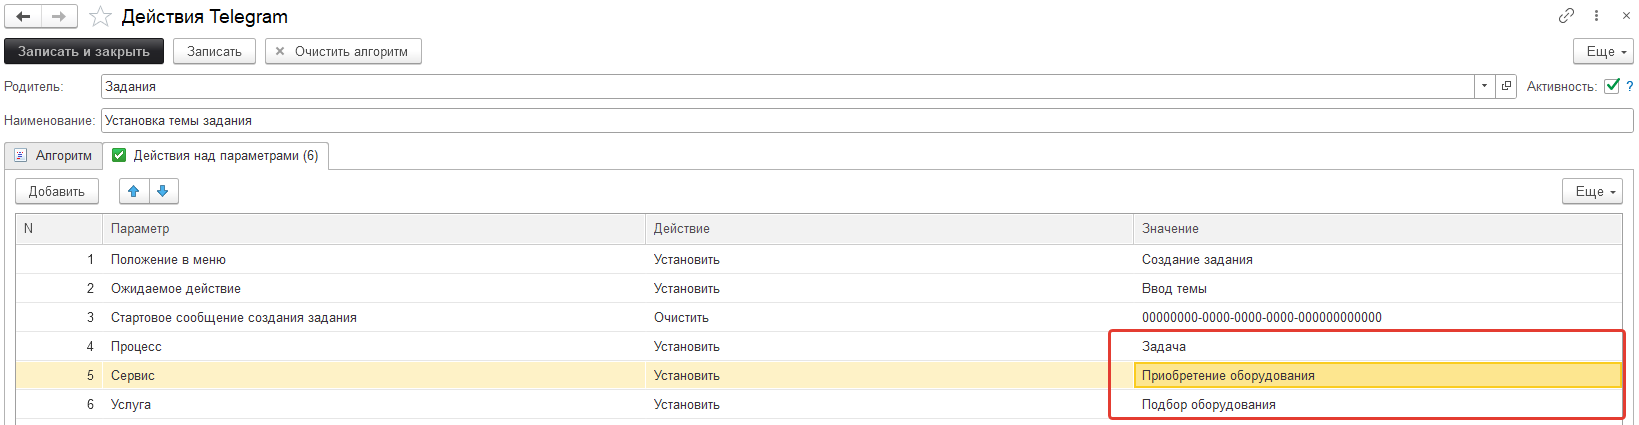 Действия Telegram
Записать и закрыть Записать Очистить алгоритм Еще
Родитель: Задания Активность: ?
Наименование: Установка темы задания
Алгоритм Действия над параметрами (6)
Добавить Еще
N Параметр Действие Значение
1 Положение в меню Установить Создание задания
2 Ожидаемое действие Установить Ввод темы
3 Стартовое сообщение создания задания Очистить 00000000-0000-0000-0000-000000000000
4 Процесс Установить Задача
5 Сервис Установить Приобретение оборудования
6 Услуга Установить Подбор оборудования